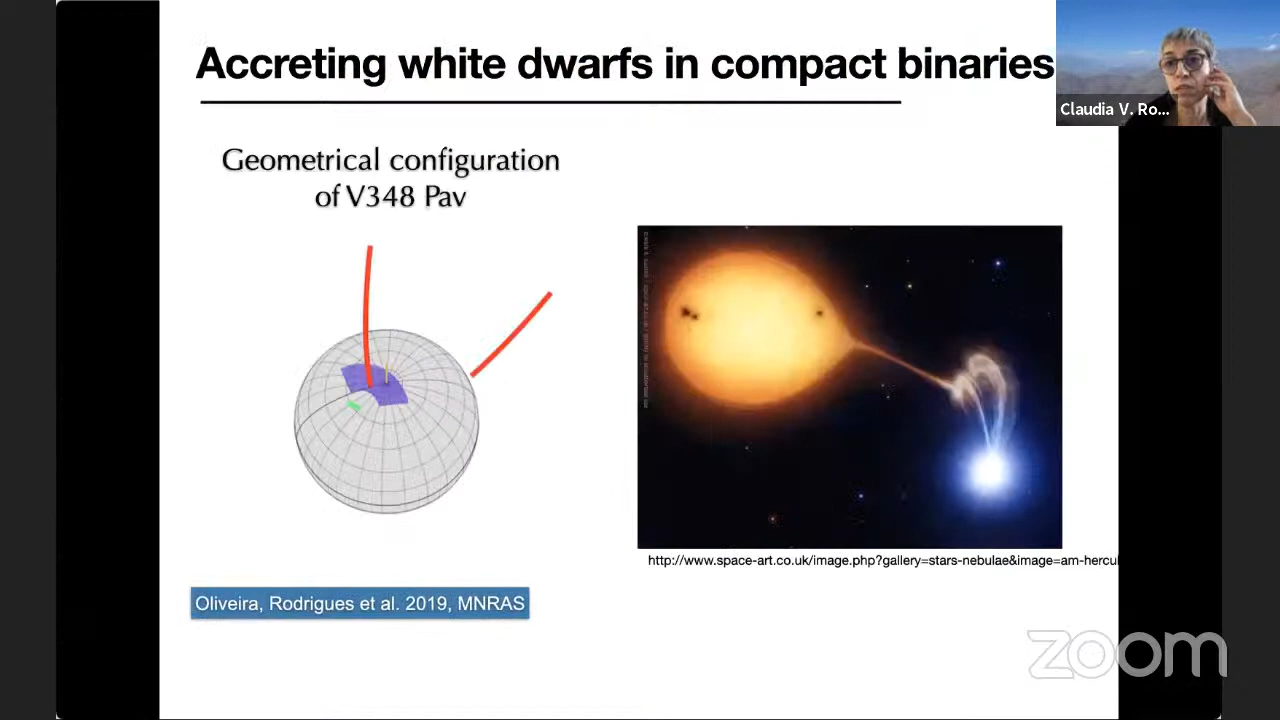 Accreting white dwarfs in compact binaries
Claudia V. Ro...
Geometrical configuration
of V348 Pav
http://www.space-art.co.uk/image.php?gallery=stars-nebulae&image=am-hercul
Oliveira, Rodrigues et al. 2019, MNRAS
zoom